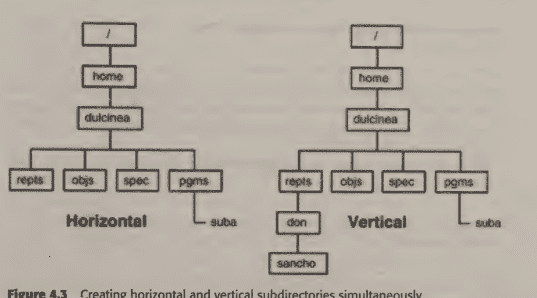 / /
home home
dulcinea dulcinea
repts objs spec pgms repts objs spec pgms
Horizontal suba don Vertical suba
sancho
Figure 4.3 Creating horizontal and vertical subdirectories simultaneously